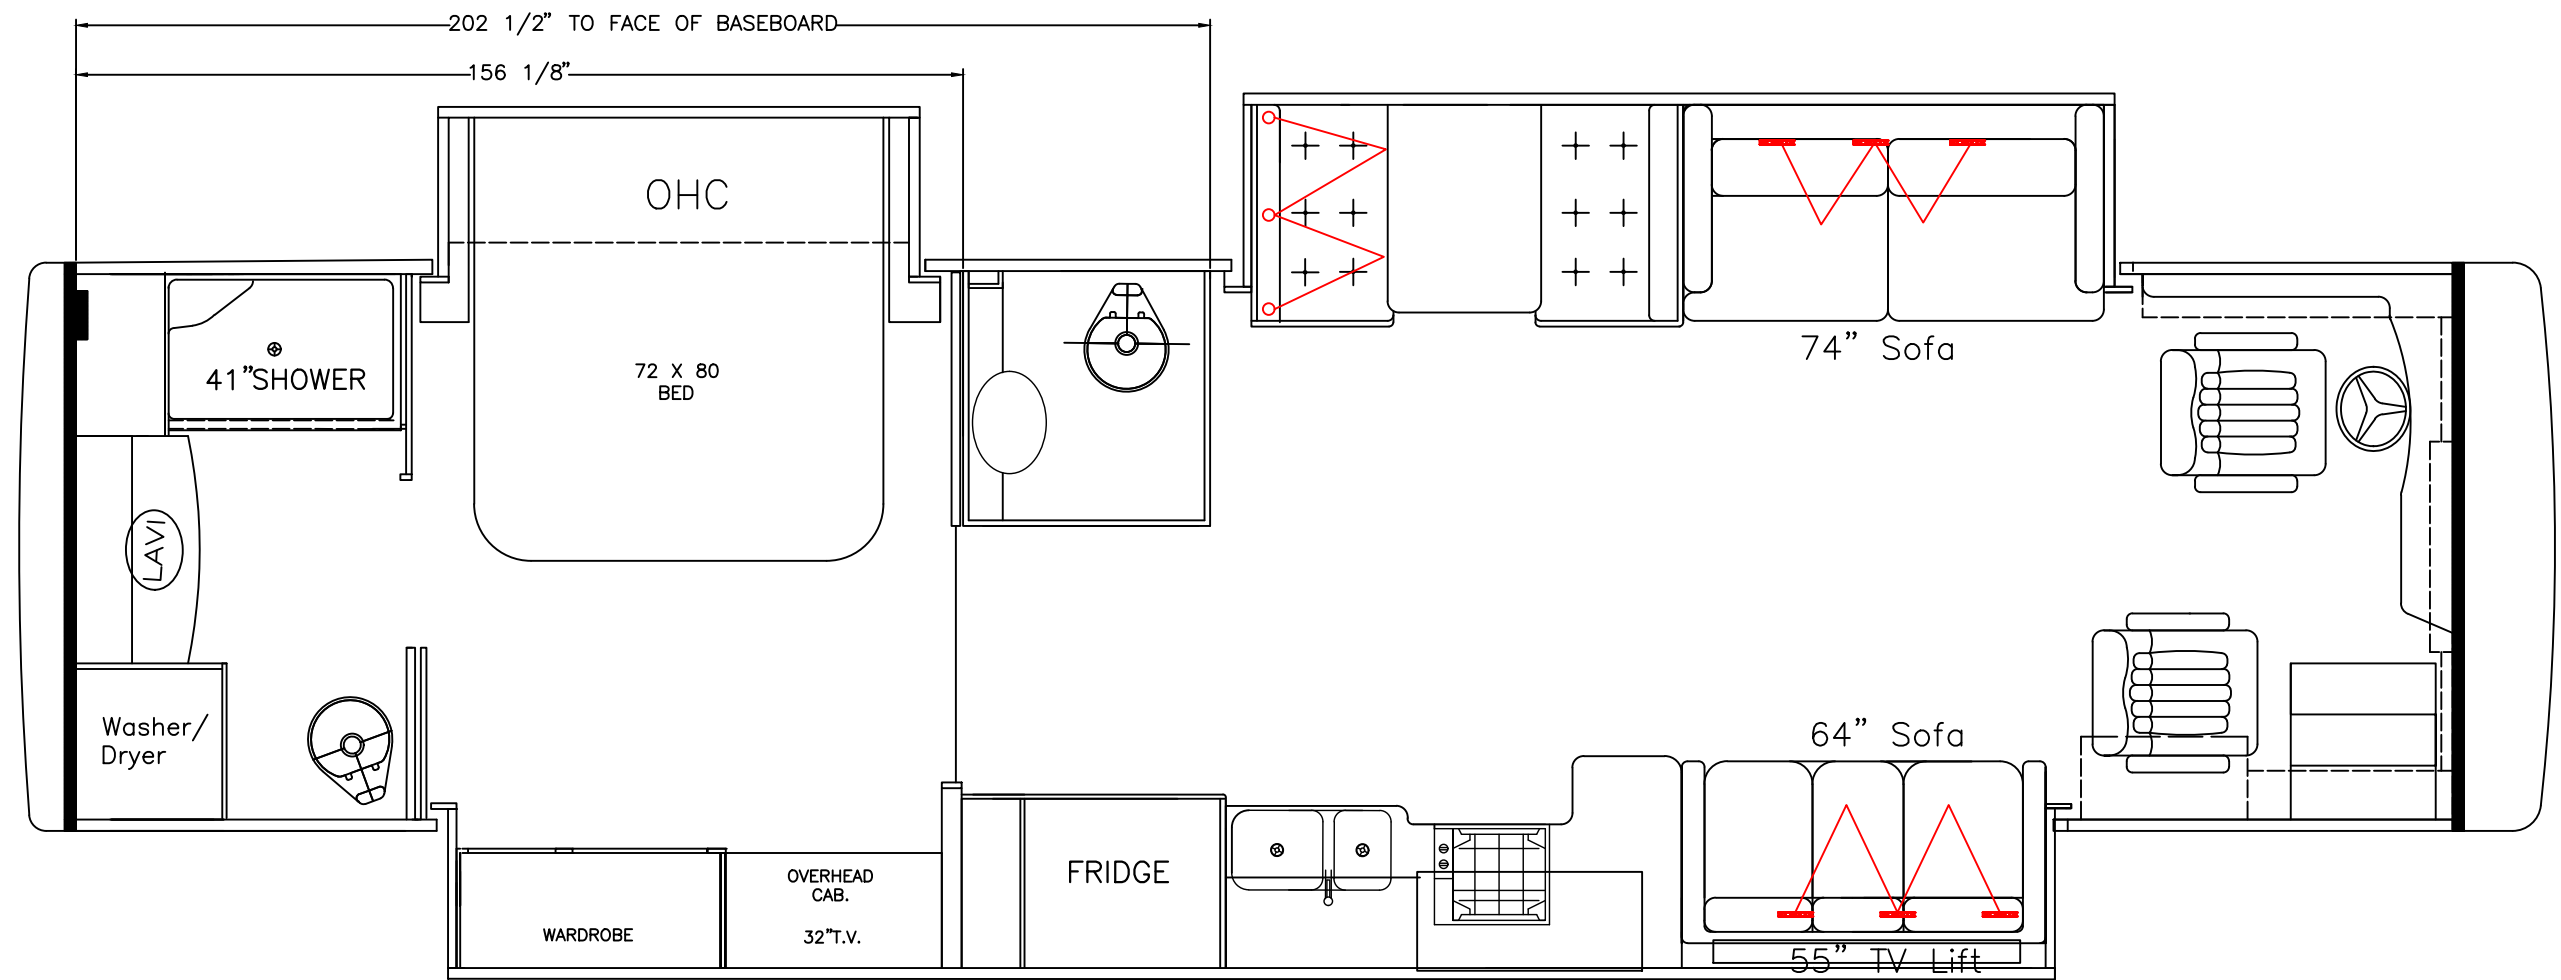 202 1/2” TO FACE OF BASEBOARD
156 1/8”
OHC
72 X 80
BED
41”SHOWER
74” Sofa
LAVI
Washer/
Dryer
64” Sofa
OVERHEAD
CAB.
32”T.V.
WARDROBE
FRIDGE
55” TV Lift